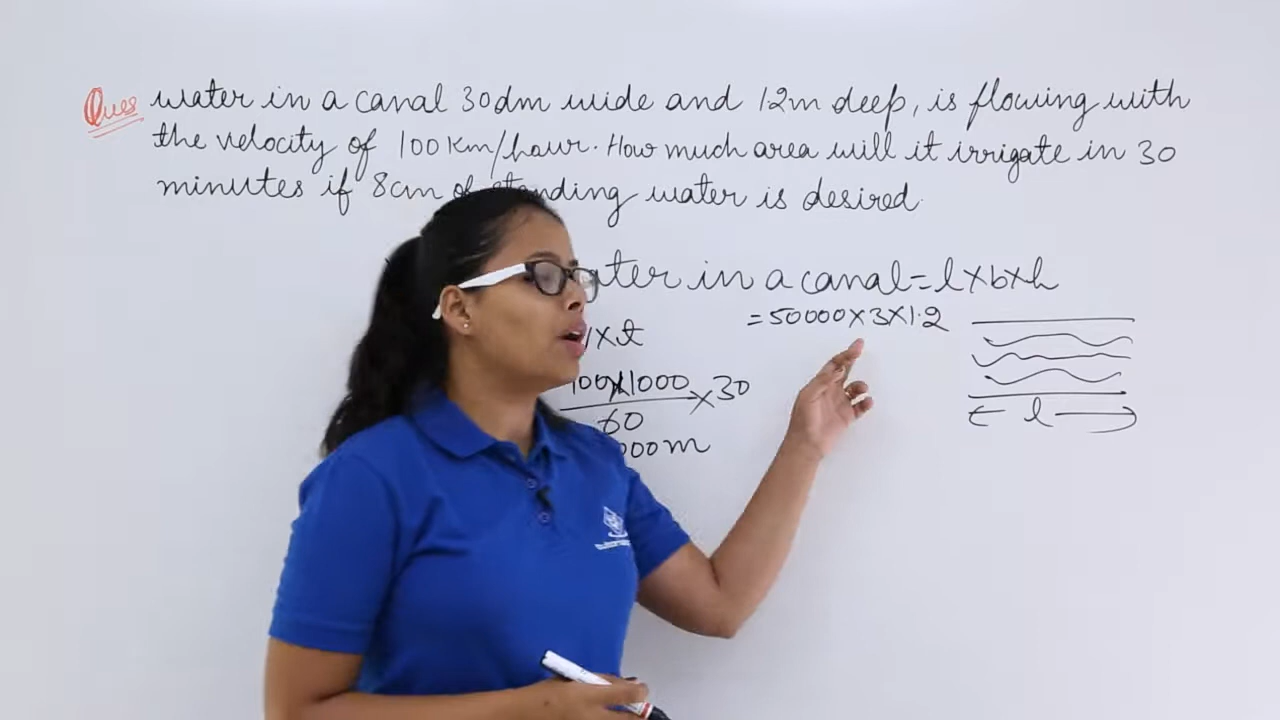 Ques water in a canal 30dm wide and 12m deep, is flowing with
the velocity of 100 Km/hour. How much area will it irrigate in 30
minutes if 8cm of standing water is desired.
ater in a canal = l×b×h
= 50000×3×1.2
×t
100×1000 ×30
60
000m
l